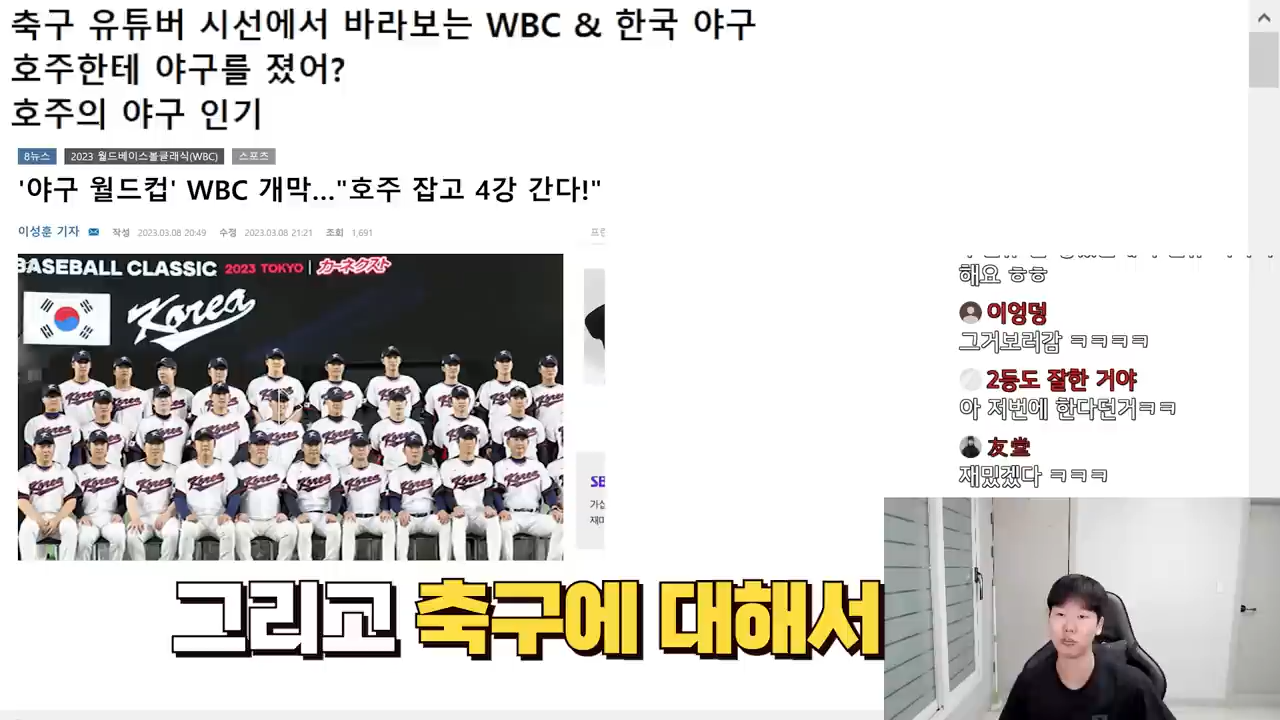 축구 유튜버 시선에서 바라보는 WBC & 한국 야구
호주한테 야구를 졌어?
호주의 야구 인기
8뉴스 2023 월드베이스볼클래식(WBC) 스포츠
'야구 월드컵' WBC 개막..."호주 잡고 4강 간다!"
이성훈 기자 작성 2023.03.08 20:49 수정 2023.03.08 21:21 조회 1,691
BASEBALL CLASSIC 2023 TOKYO | カーネクスト
Korea
해요 ㅎㅎ
이엉덩
그거보러감 ㅋㅋㅋㅋ
2등도 잘한 거야
아 저번에 한다던거ㅋㅋ
友堂
재밌겠다 ㅋㅋㅋ
그리고 축구에 대해서